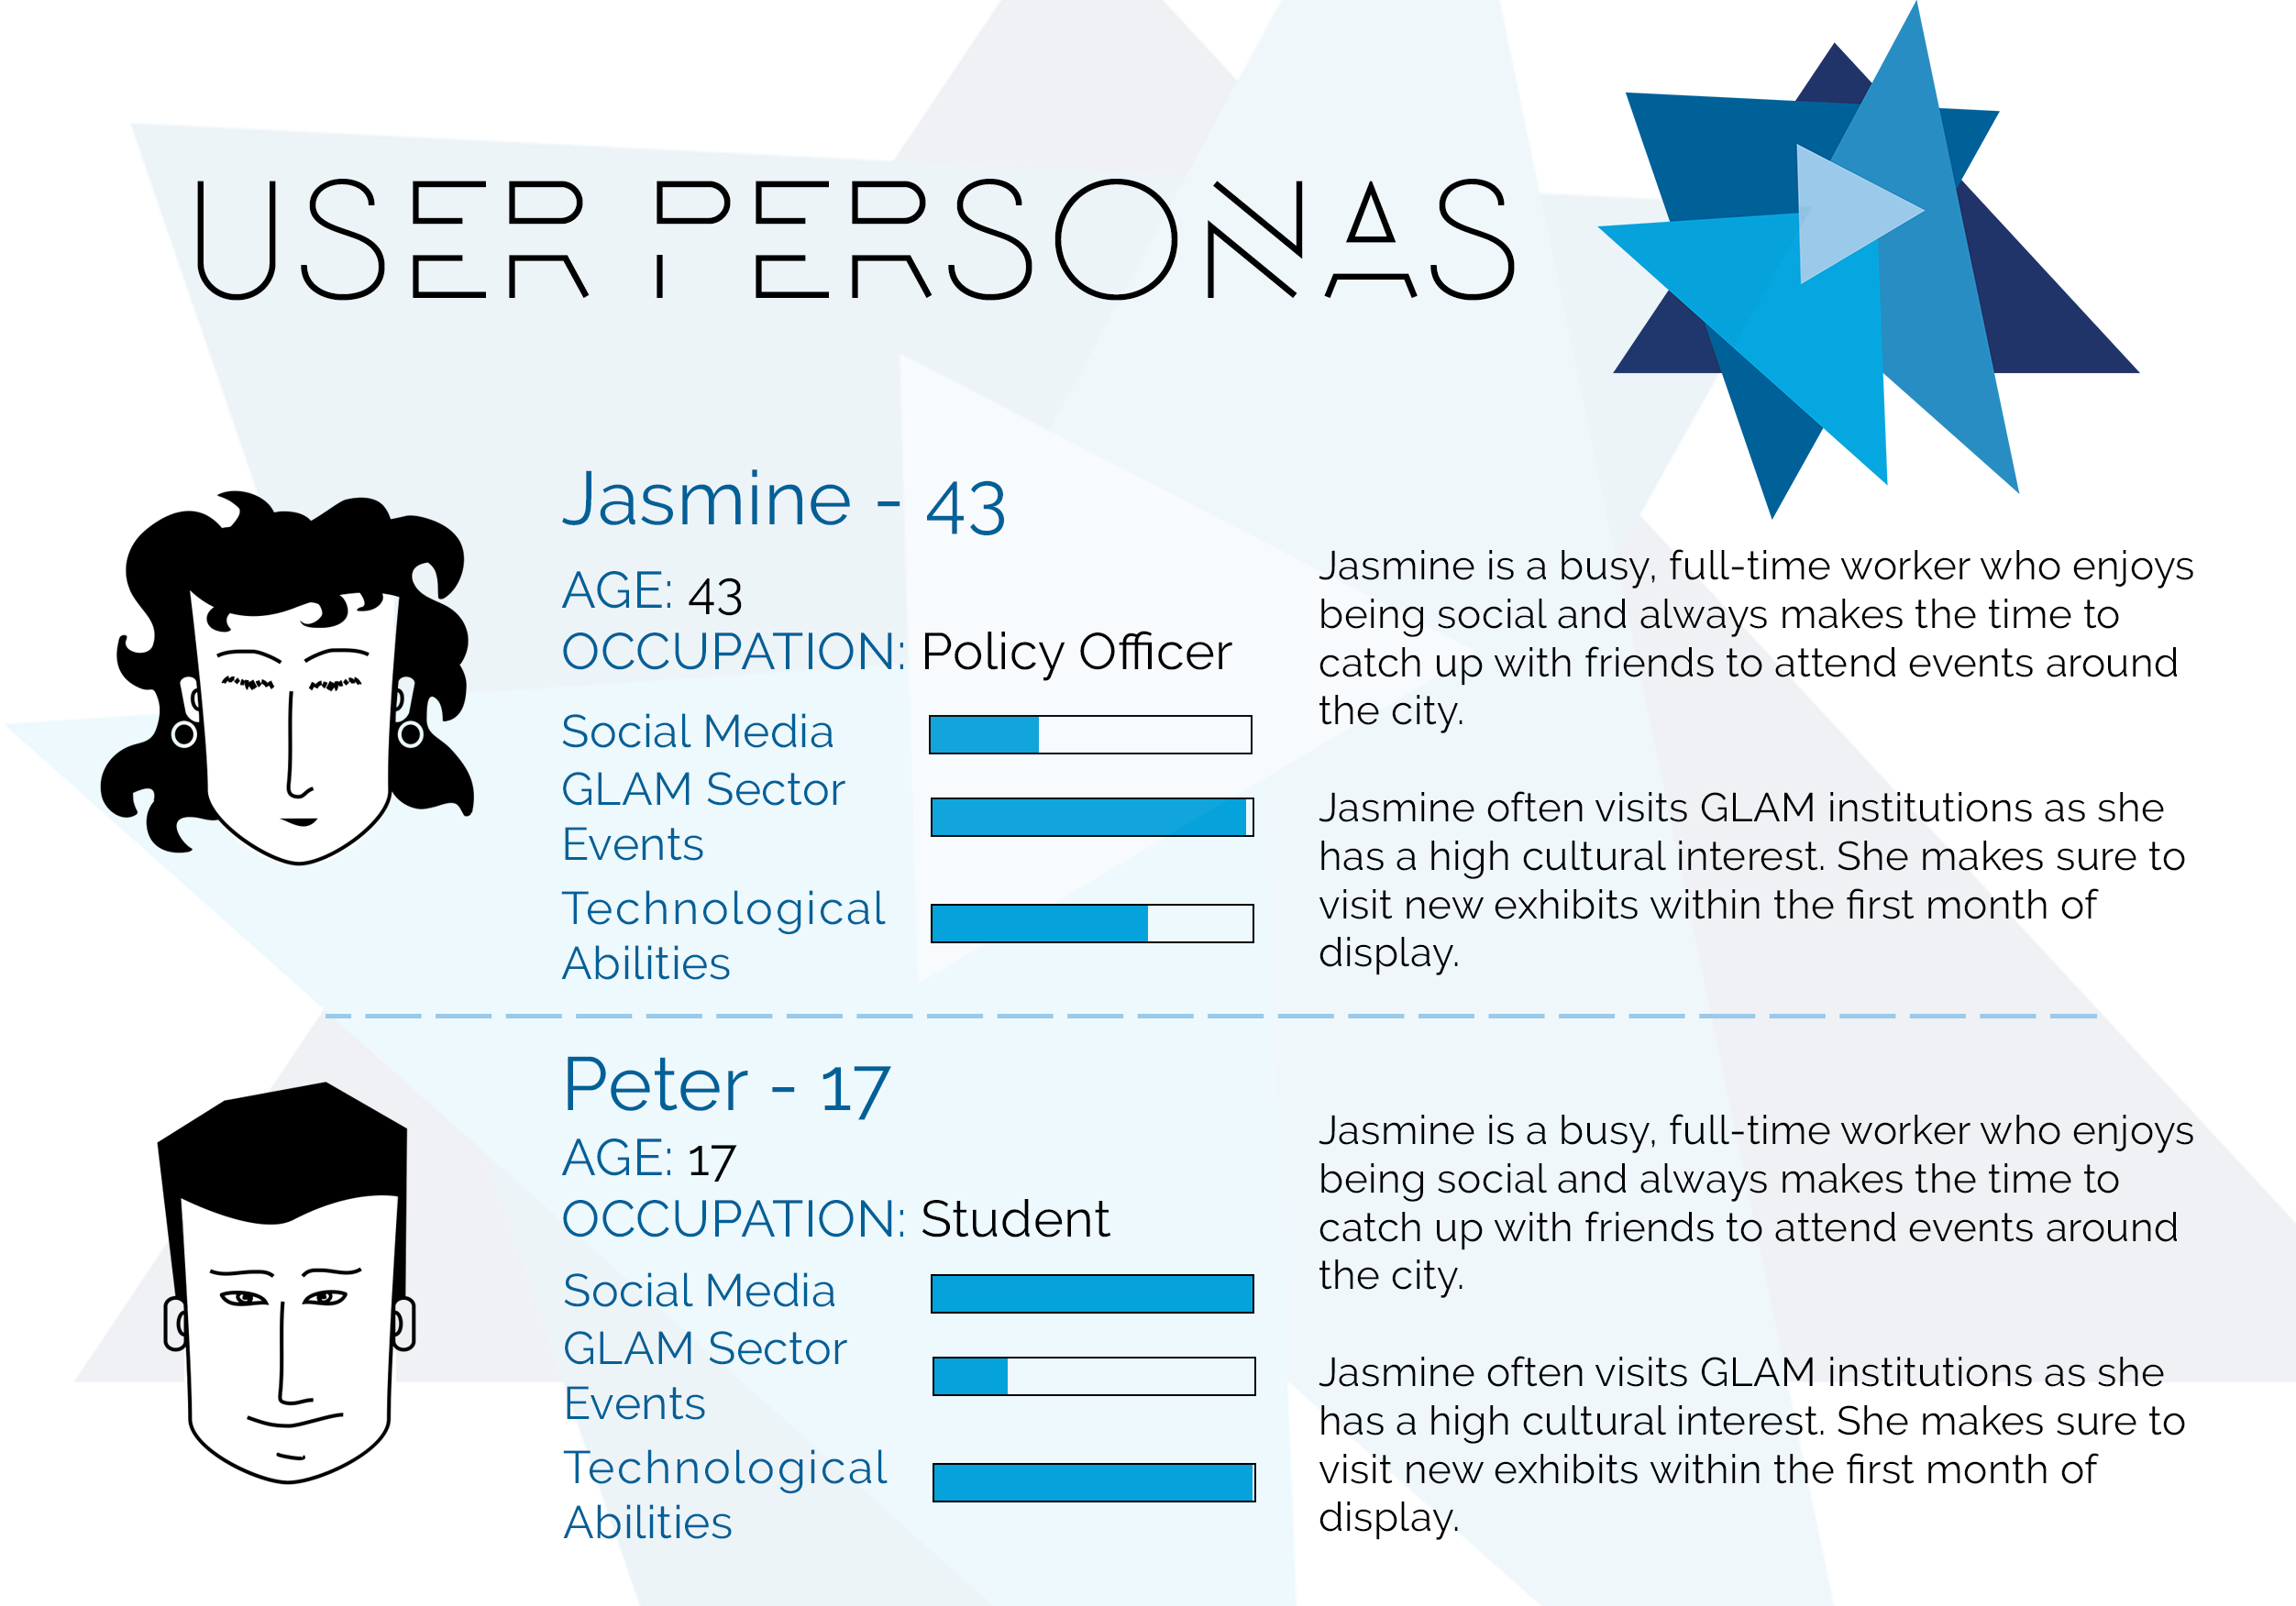 USER PERSONAS
Jasmine - 43
AGE: 43
OCCUPATION: Policy Officer
Social Media
GLAM Sector
Events
Technological
Abilities
Jasmine is a busy, full-time worker who enjoys
being social and always makes the time to
catch up with friends to attend events around
the city.
Jasmine often visits GLAM institutions as she
has a high cultural interest. She makes sure to
visit new exhibits within the first month of
display.
Peter - 17
AGE: 17
OCCUPATION: Student
Social Media
GLAM Sector
Events
Technological
Abilities
Jasmine is a busy, full-time worker who enjoys
being social and always makes the time to
catch up with friends to attend events around
the city.
Jasmine often visits GLAM institutions as she
has a high cultural interest. She makes sure to
visit new exhibits within the first month of
display.